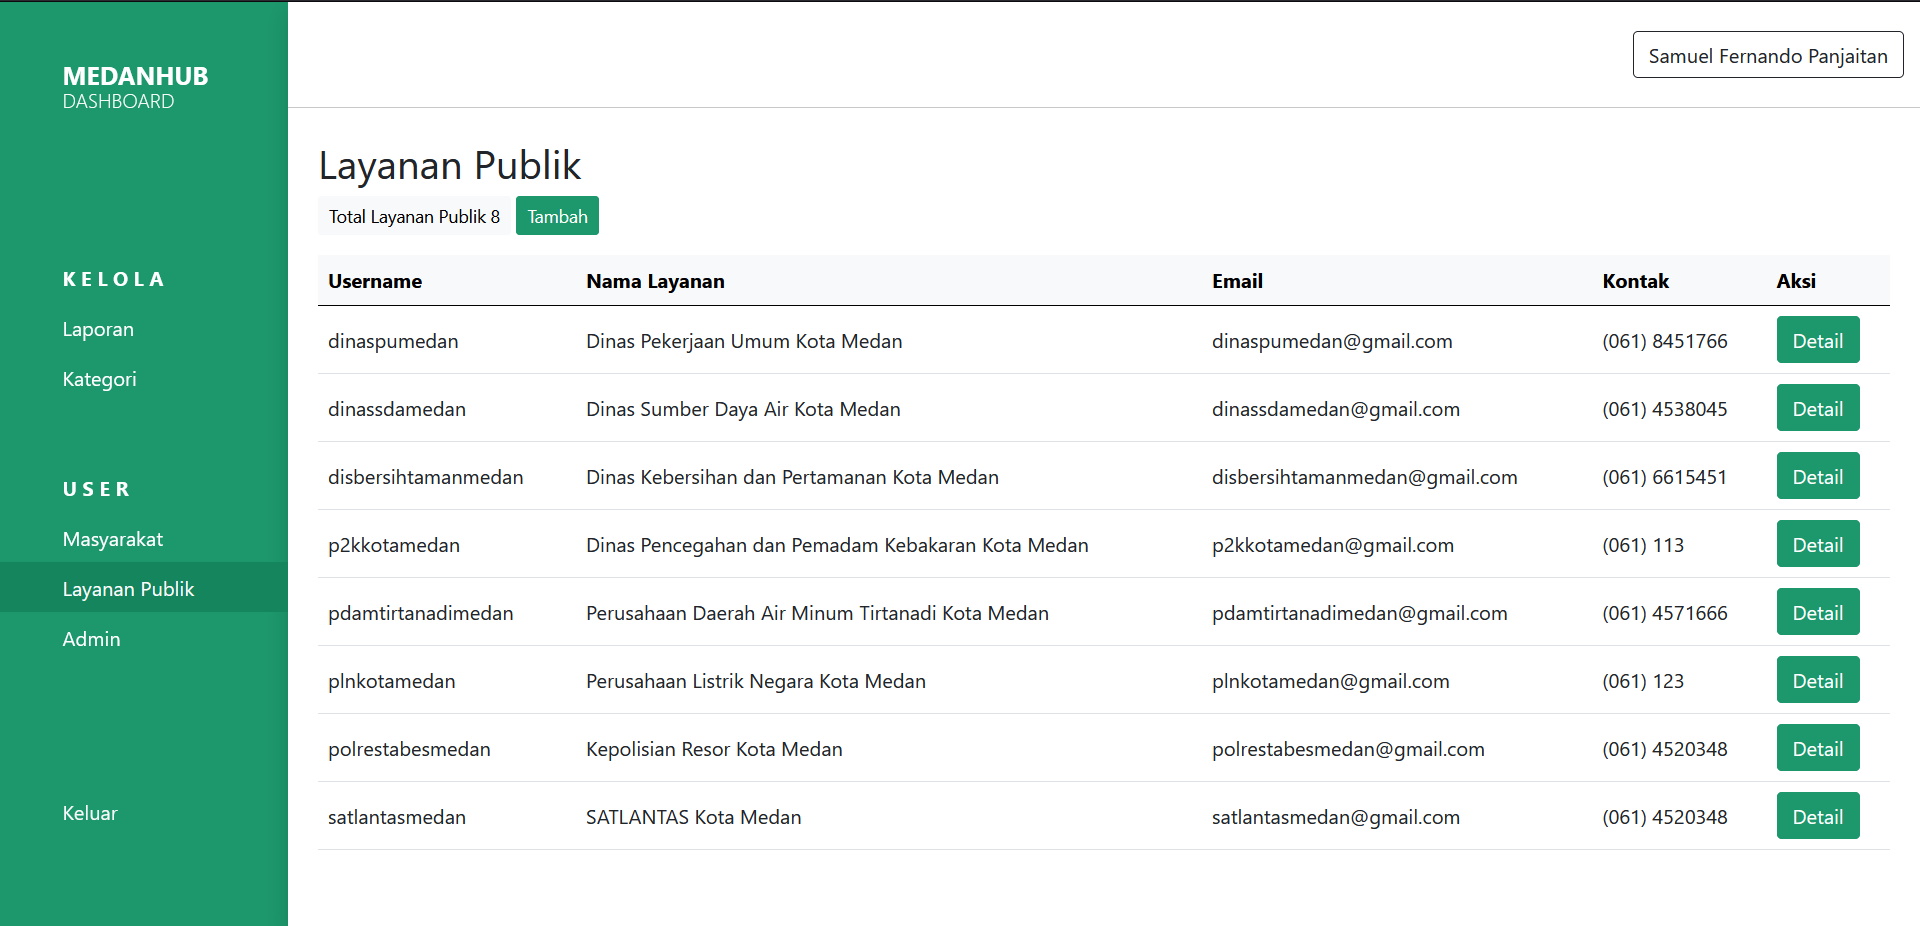 MEDANHUB
DASHBOARD
KELOLA
Laporan
Kategori
USER
Masyarakat
Layanan Publik
Admin
Keluar
Samuel Fernando Panjaitan
Layanan Publik
Total Layanan Publik 8 Tambah
Username Nama Layanan Email Kontak Aksi
dinaspumedan Dinas Pekerjaan Umum Kota Medan dinaspumedan@gmail.com (061) 8451766 Detail
dinassdamedan Dinas Sumber Daya Air Kota Medan dinassdamedan@gmail.com (061) 4538045 Detail
disbersihtamanmedan Dinas Kebersihan dan Pertamanan Kota Medan disbersihtamanmedan@gmail.com (061) 6615451 Detail
p2kkotamedan Dinas Pencegahan dan Pemadam Kebakaran Kota Medan p2kkotamedan@gmail.com (061) 113 Detail
pdamtirtanadimedan Perusahaan Daerah Air Minum Tirtanadi Kota Medan pdamtirtanadimedan@gmail.com (061) 4571666 Detail
plnkotamedan Perusahaan Listrik Negara Kota Medan plnkotamedan@gmail.com (061) 123 Detail
polrestabesmedan Kepolisian Resor Kota Medan polrestabesmedan@gmail.com (061) 4520348 Detail
satlantasmedan SATLANTAS Kota Medan satlantasmedan@gmail.com (061) 4520348 Detail